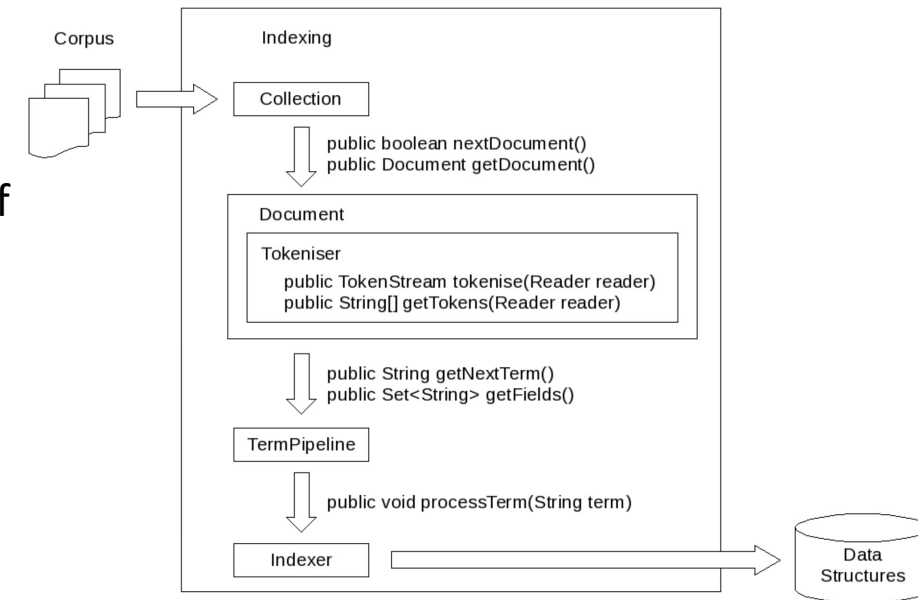 Corpus
Indexing
Collection
public boolean nextDocument()
public Document getDocument()
f
Document
Tokeniser
public TokenStream tokenise(Reader reader)
public String[] getTokens(Reader reader)
public String getNextTerm()
public Set<String> getFields()
TermPipeline
public void processTerm(String term)
Indexer
Data
Structures